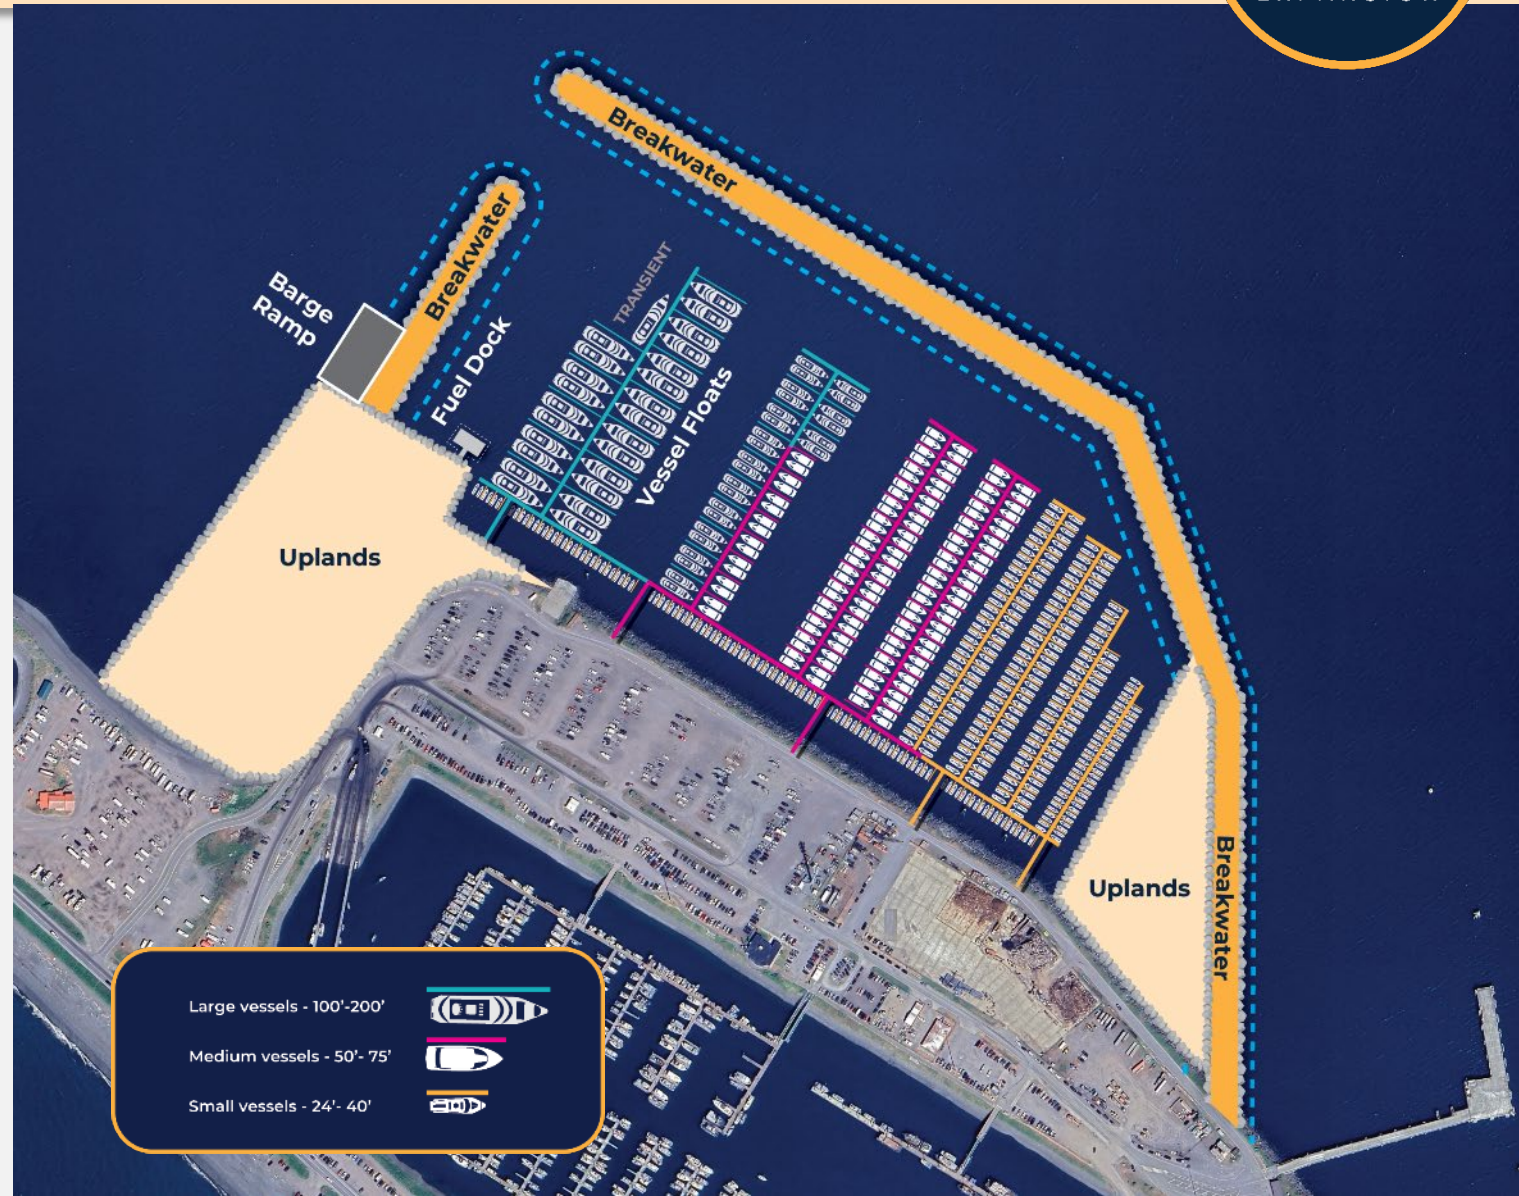 Breakwater
Breakwater
TRANSIENT
Barge
Ramp
Fuel Dock
Vessel Floats
Uplands
Uplands
Breakwater
Large vessels - 100'-200'
Medium vessels - 50'- 75'
Small vessels - 24'- 40'